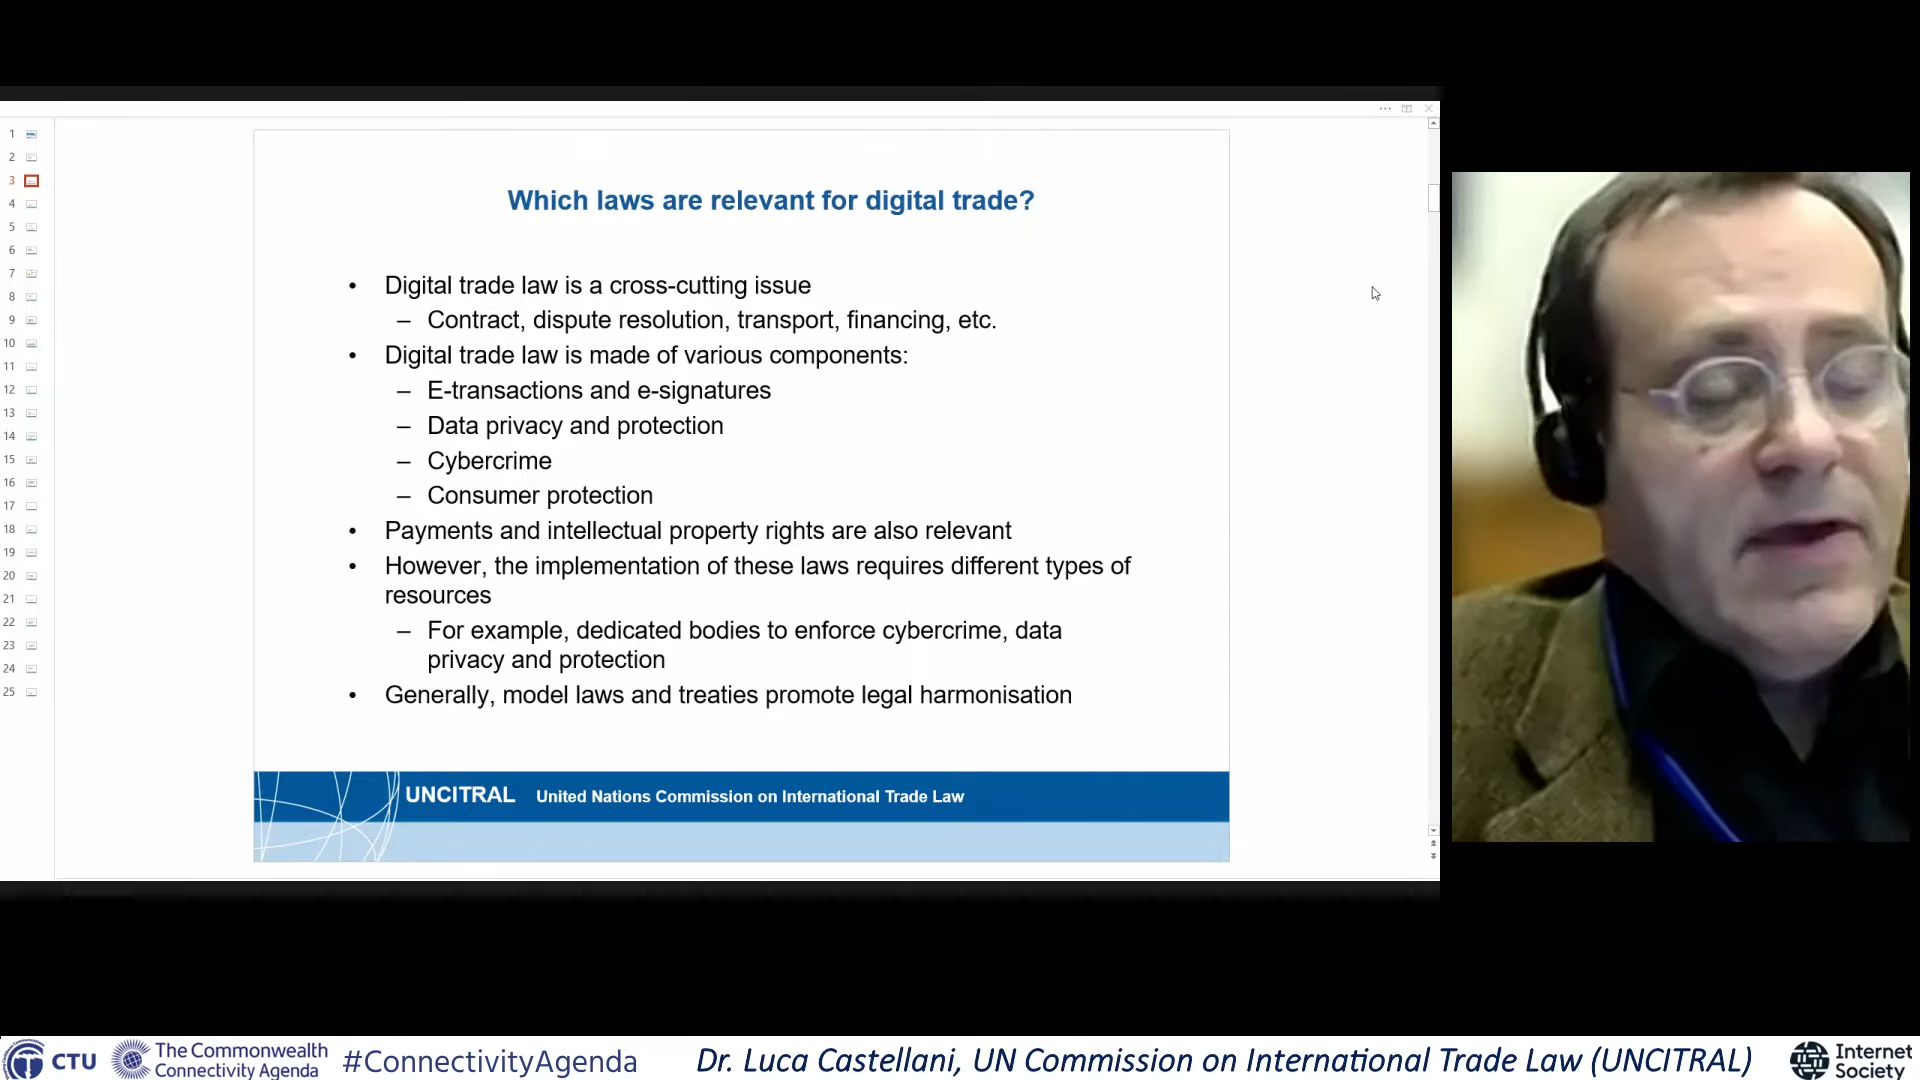 1
2
3
4
5
6
7
8
9
10
11
12
13
14
15
16
17
18
19
20
21
22
23
24
25
Which laws are relevant for digital trade?
• Digital trade law is a cross-cutting issue
– Contract, dispute resolution, transport, financing, etc.
• Digital trade law is made of various components:
– E-transactions and e-signatures
– Data privacy and protection
– Cybercrime
– Consumer protection
• Payments and intellectual property rights are also relevant
• However, the implementation of these laws requires different types of
resources
– For example, dedicated bodies to enforce cybercrime, data
privacy and protection
• Generally, model laws and treaties promote legal harmonisation
UNCITRAL United Nations Commission on International Trade Law
CTU
The Commonwealth
Connectivity Agenda
#ConnectivityAgenda
Dr. Luca Castellani, UN Commission on International Trade Law (UNCITRAL)
Internet
Society